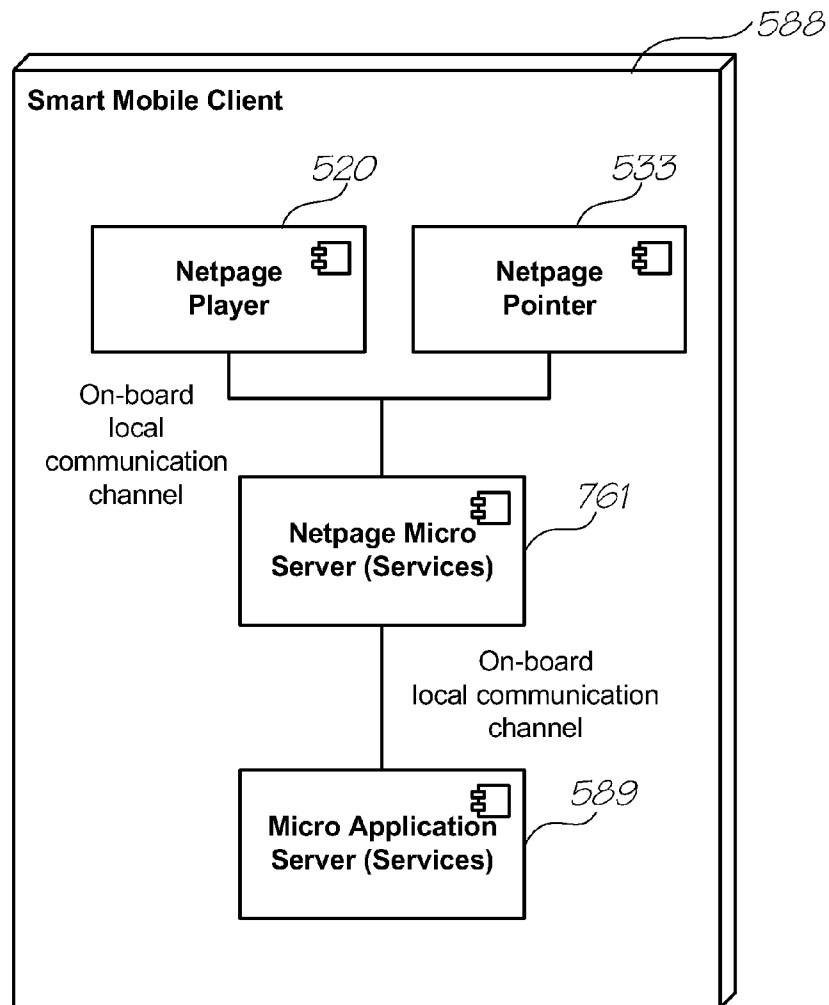 588
Smart Mobile Client
520
533
Netpage
Player
Netpage
Pointer
On-board
local
communication
channel
761
Netpage Micro
Server (Services)
On-board
local communication
channel
589
Micro Application
Server (Services)